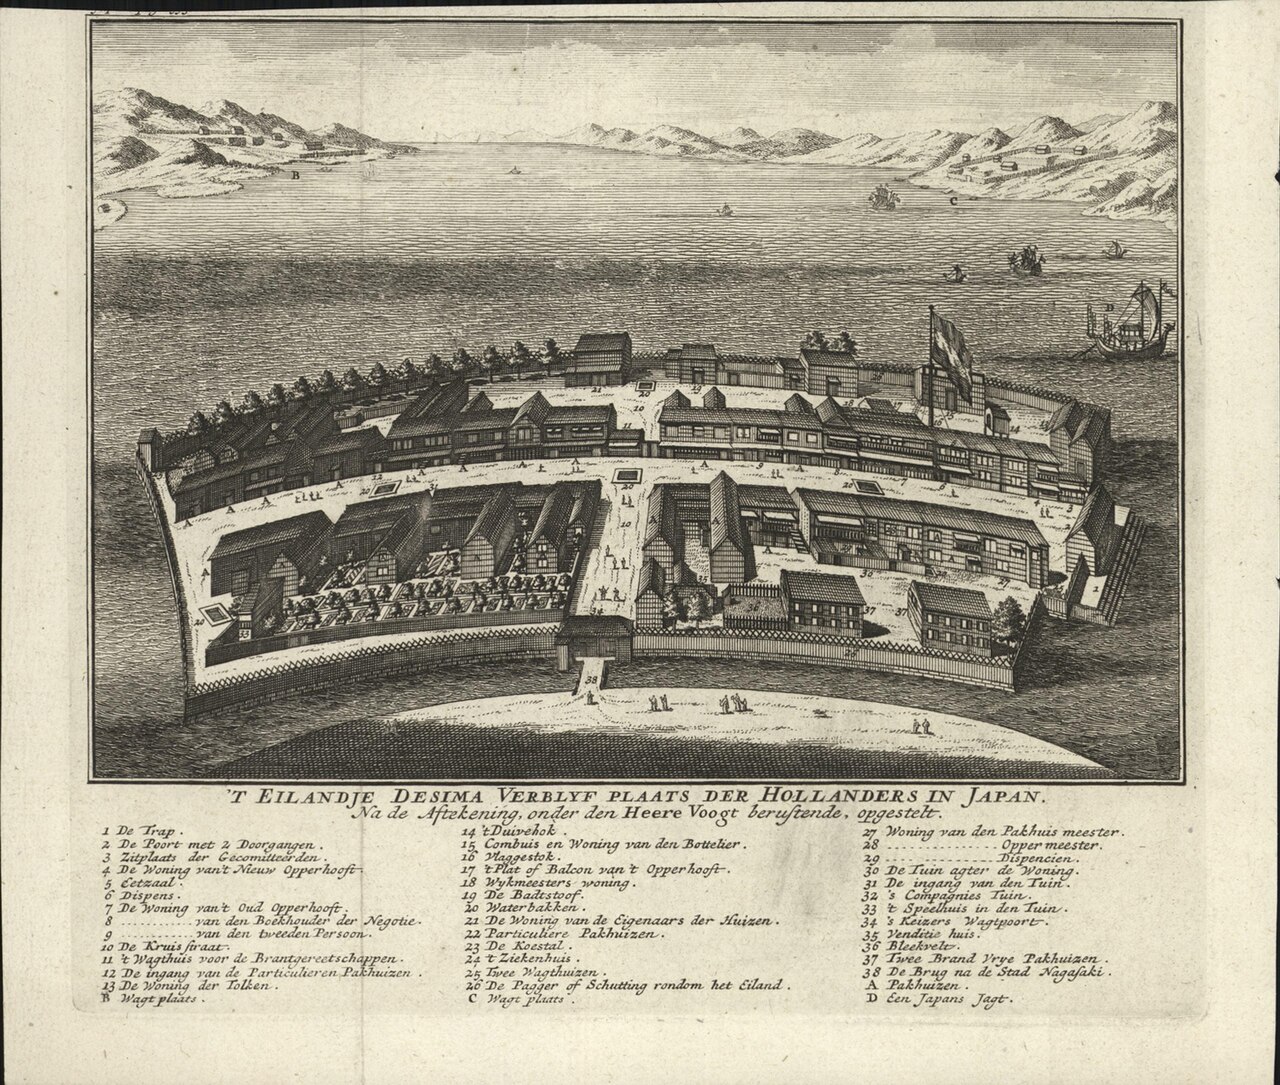 'T EILANDJE DESIMA VERBLYF PLAATS DER HOLLANDERS IN JAPAN.
Na de Aftekening, onder den Heere Voogt berustende, opgestelt.
1 De Trap.
2 De Poort met 2 Doorgangen.
3 Zitplaats der Gecomitteerden.
4 De Woning van't Nieuw Opperhooft
5 Eetzaal.
6 Dispens.
7 De Woning van't Oud Opperhooft.
8 ............ van den Boekhouder der Negotie.
9 ............ van den tweeden Persoon.
10 De Kruis straat.
11 't Wagthuis voor de Brantgereetschappen.
12 De ingang van de Particulieren Pakhuizen.
13 De Woning der Tolken.
B Wagt plaats.
14 't Duivehok.
15 Combuis en Woning van den Bottelier.
16 Vlaggestok.
17 't Plat of Balcon van't Opperhooft.
18 Wykmeesters woning.
19 De Badtstoof.
20 Waterbakken.
21 De Woning van de Eigenaars der Huizen.
22 Particuliere Pakhuizen.
23 De Koestal.
24 't Ziekenhuis.
25 Twee Wagthuizen.
26 De Pagger of Schutting rondom het Eiland.
C Wagt plaats.
27 Woning van den Pakhuis meester.
28 ................ Opper meester.
29 ................ Dispencien.
30 De Tuin agter de Woning.
31 De ingang van den Tuin.
32 's Compagnies Tuin.
33 't Speelhuis in den Tuin.
34 's Keizers Wagtpoort.
35 Venditie huis.
36 Bleekvelt.
37 Twee Brand Vrye Pakhuizen.
38 De Brug na de Stad Nagasaki.
A Pakhuizen.
D Een Japans Jagt.